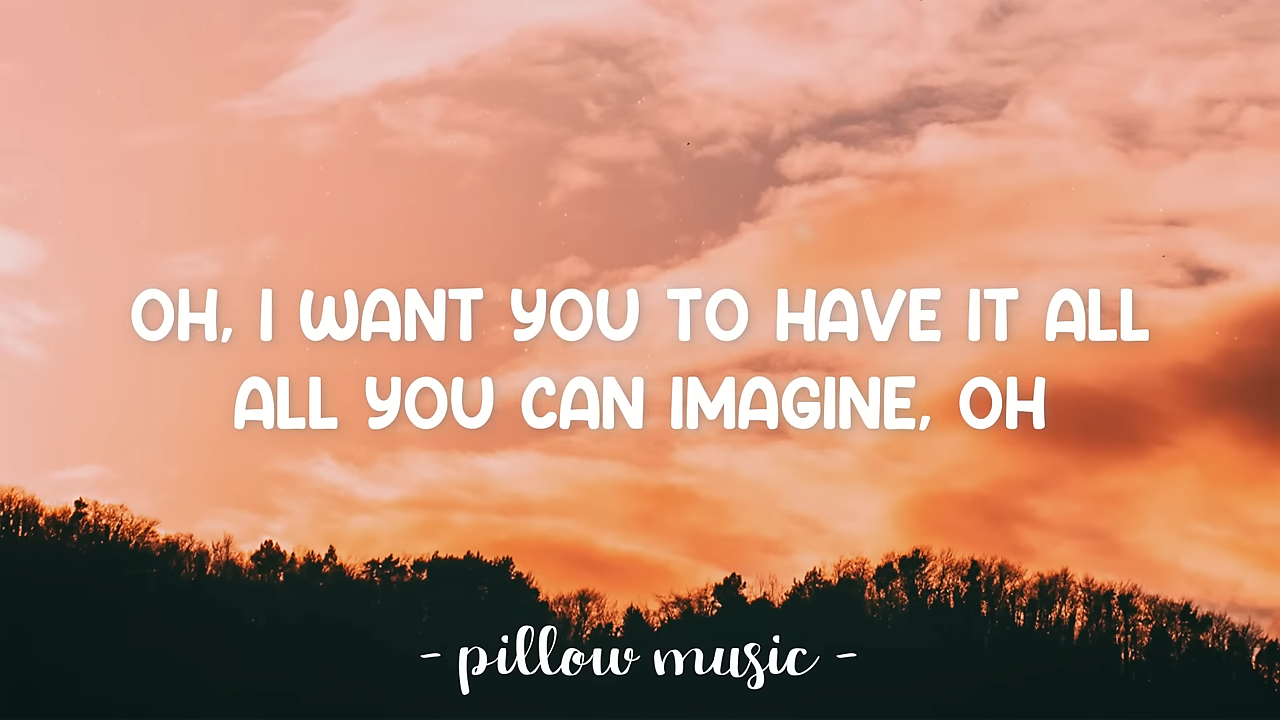 OH, I WANT YOU TO HAVE IT ALL
ALL YOU CAN IMAGINE, OH
- pillow music -